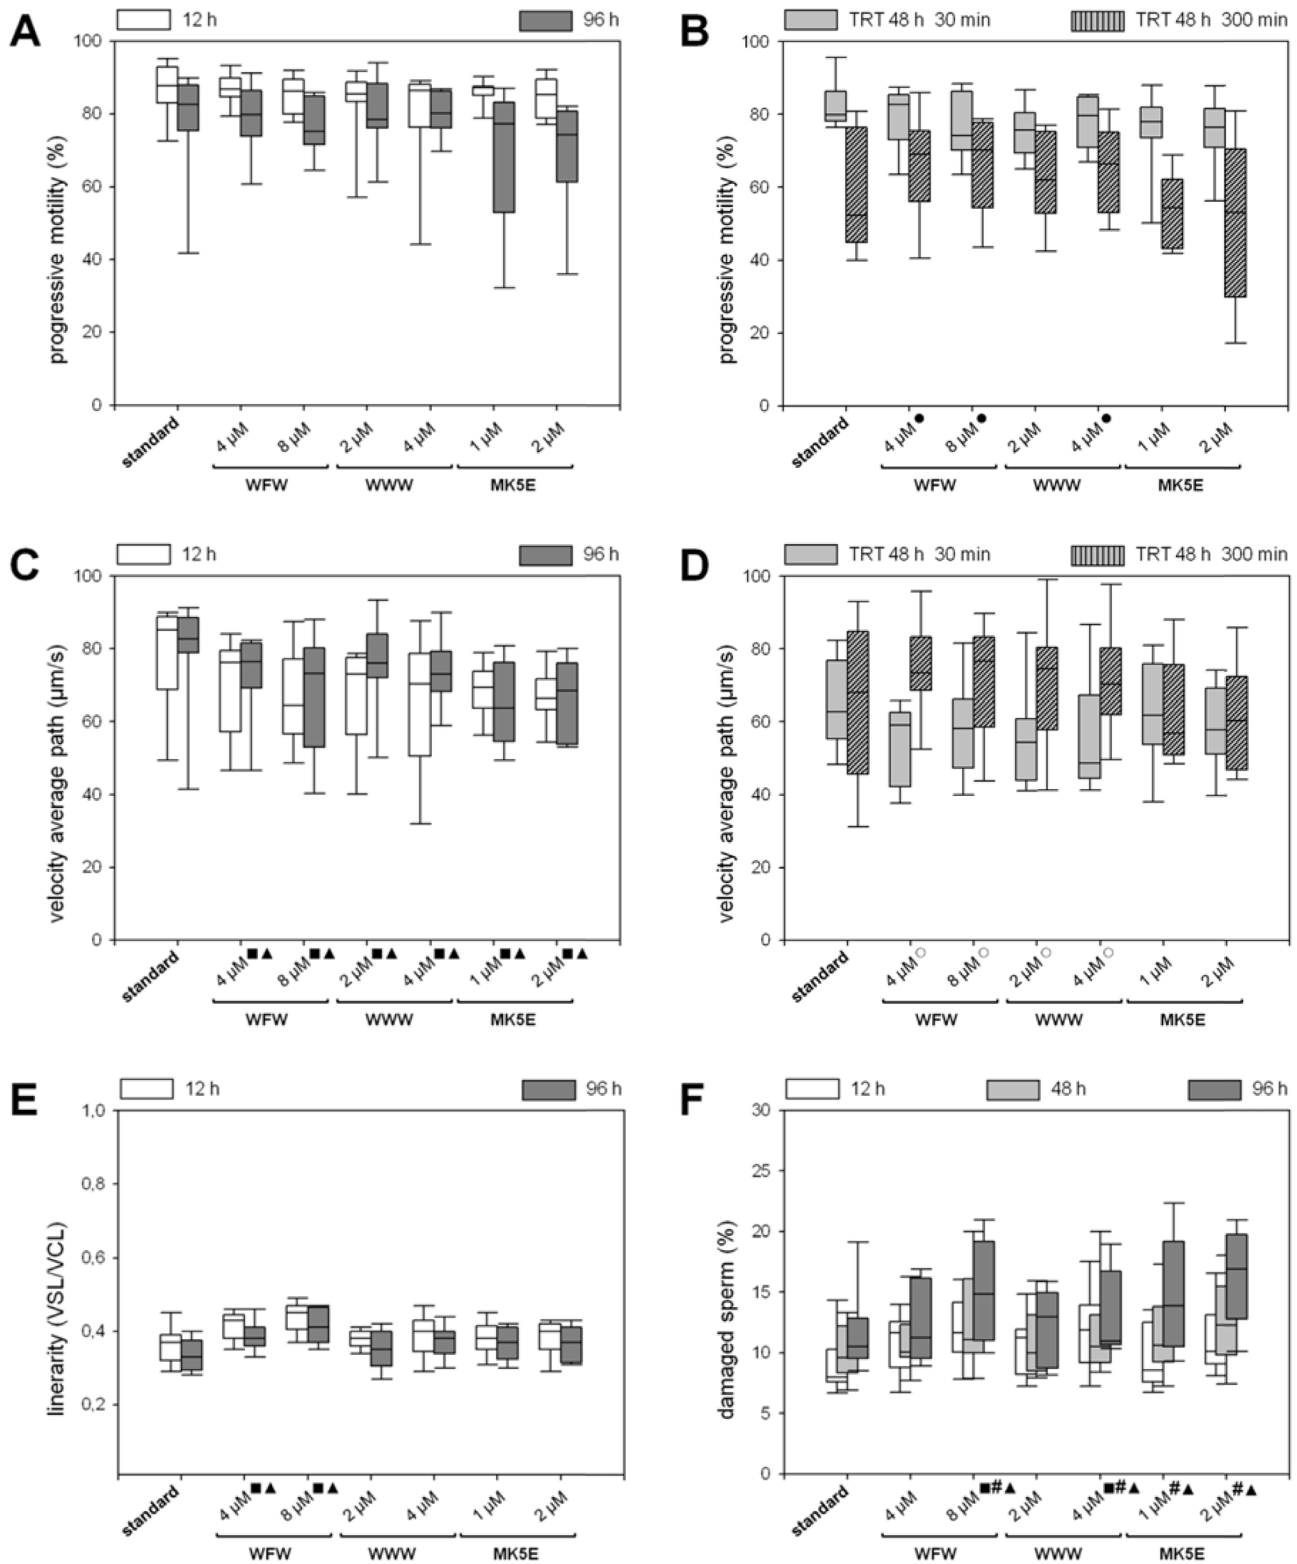 A
12 h
96 h
100
80
60
40
20
0
progressive motility (%)
standard
4 µM
8 µM
2 µM
4 µM
1 µM
2 µM
WFW
WWW
MK5E
B
TRT 48 h 30 min
TRT 48 h 300 min
100
80
60
40
20
0
progressive motility (%)
standard
4 µM●
8 µM●
2 µM
4 µM●
1 µM
2 µM
WFW
WWW
MK5E
C
12 h
96 h
100
80
60
40
20
0
velocity average path (µm/s)
standard
4 µM■▲
8 µM■▲
2 µM■▲
4 µM■▲
1 µM■▲
2 µM■▲
WFW
WWW
MK5E
D
TRT 48 h 30 min
TRT 48 h 300 min
100
80
60
40
20
0
velocity average path (µm/s)
standard
4 µM○
8 µM○
2 µM○
4 µM○
1 µM
2 µM
WFW
WWW
MK5E
E
12 h
96 h
1,0
0,8
0,6
0,4
0,2
linerarity (VSL/VCL)
standard
4 µM■▲
8 µM■▲
2 µM
4 µM
1 µM
2 µM
WFW
WWW
MK5E
F
12 h
48 h
96 h
30
25
20
15
10
5
0
damaged sperm (%)
standard
4 µM
8 µM■#▲
2 µM
4 µM■#▲
1 µM#▲
2 µM#▲
WFW
WWW
MK5E